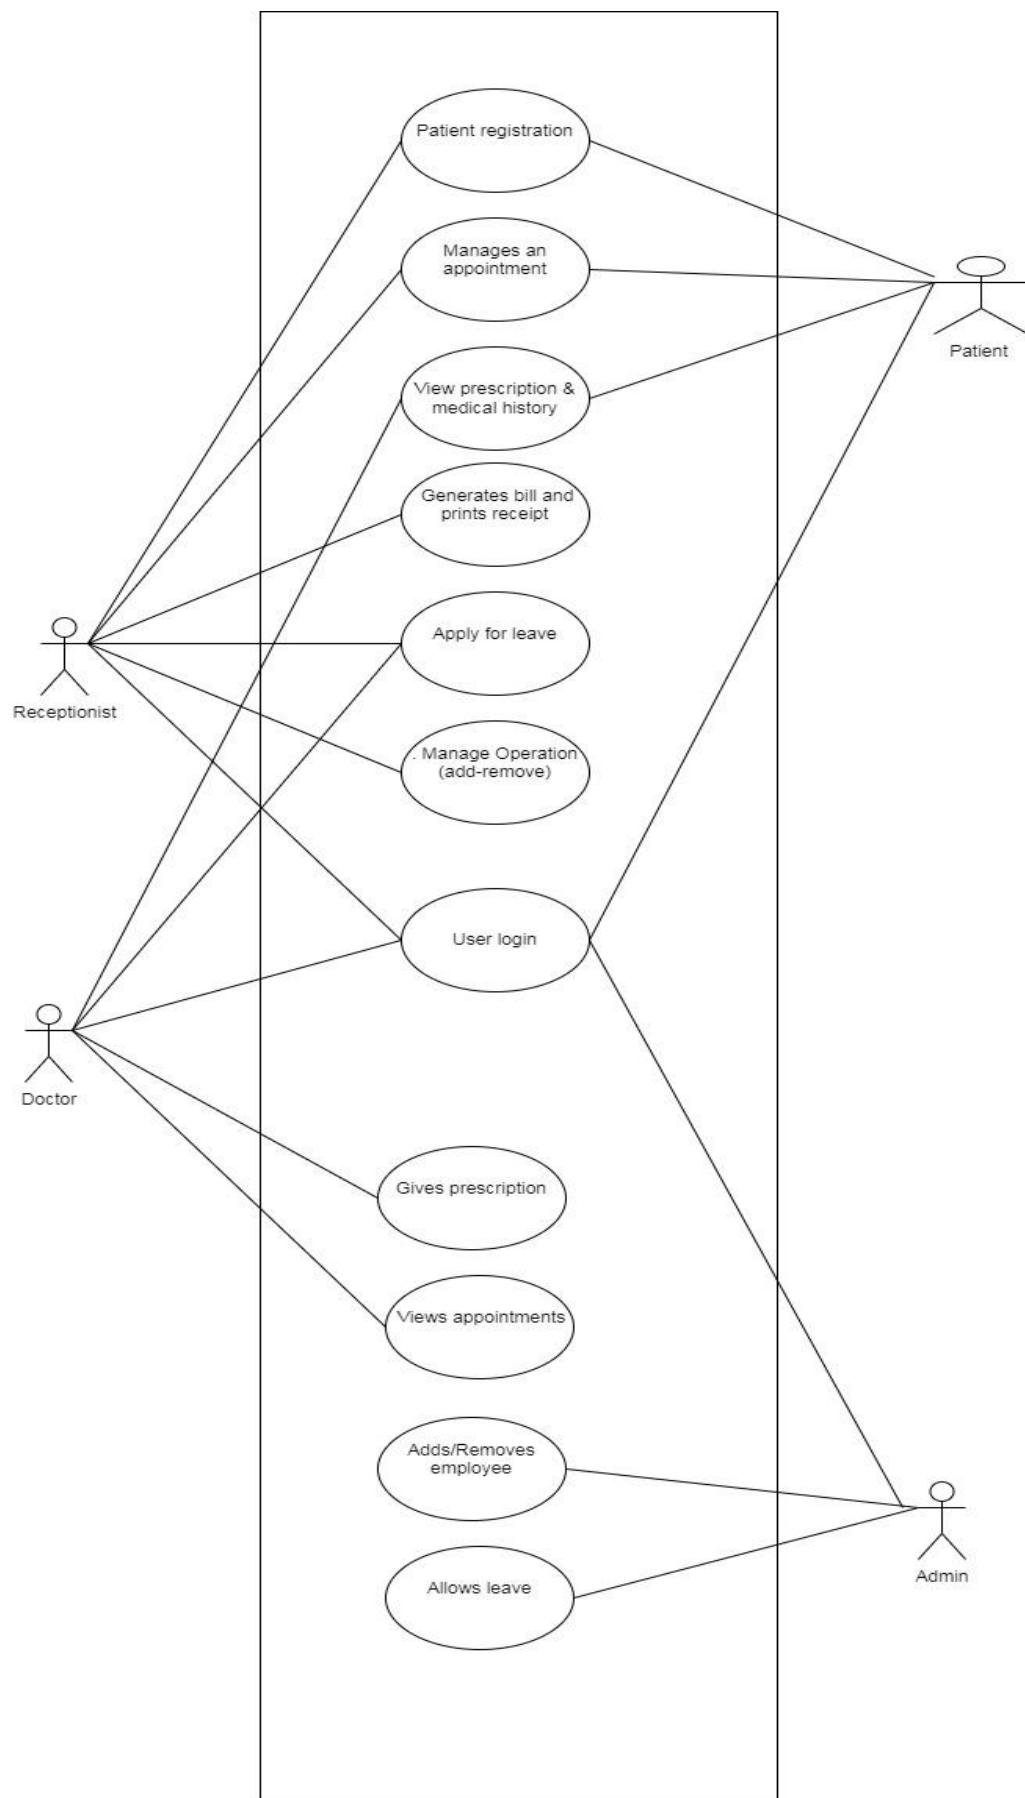 Patient registration
Manages an
appointment
Patient
View prescription &
medical history
Generates bill and
prints receipt
Apply for leave
Receptionist
. Manage Operation
(add-remove)
User login
Doctor
Gives prescription
Views appointments
Adds/Removes
employee
Admin
Allows leave